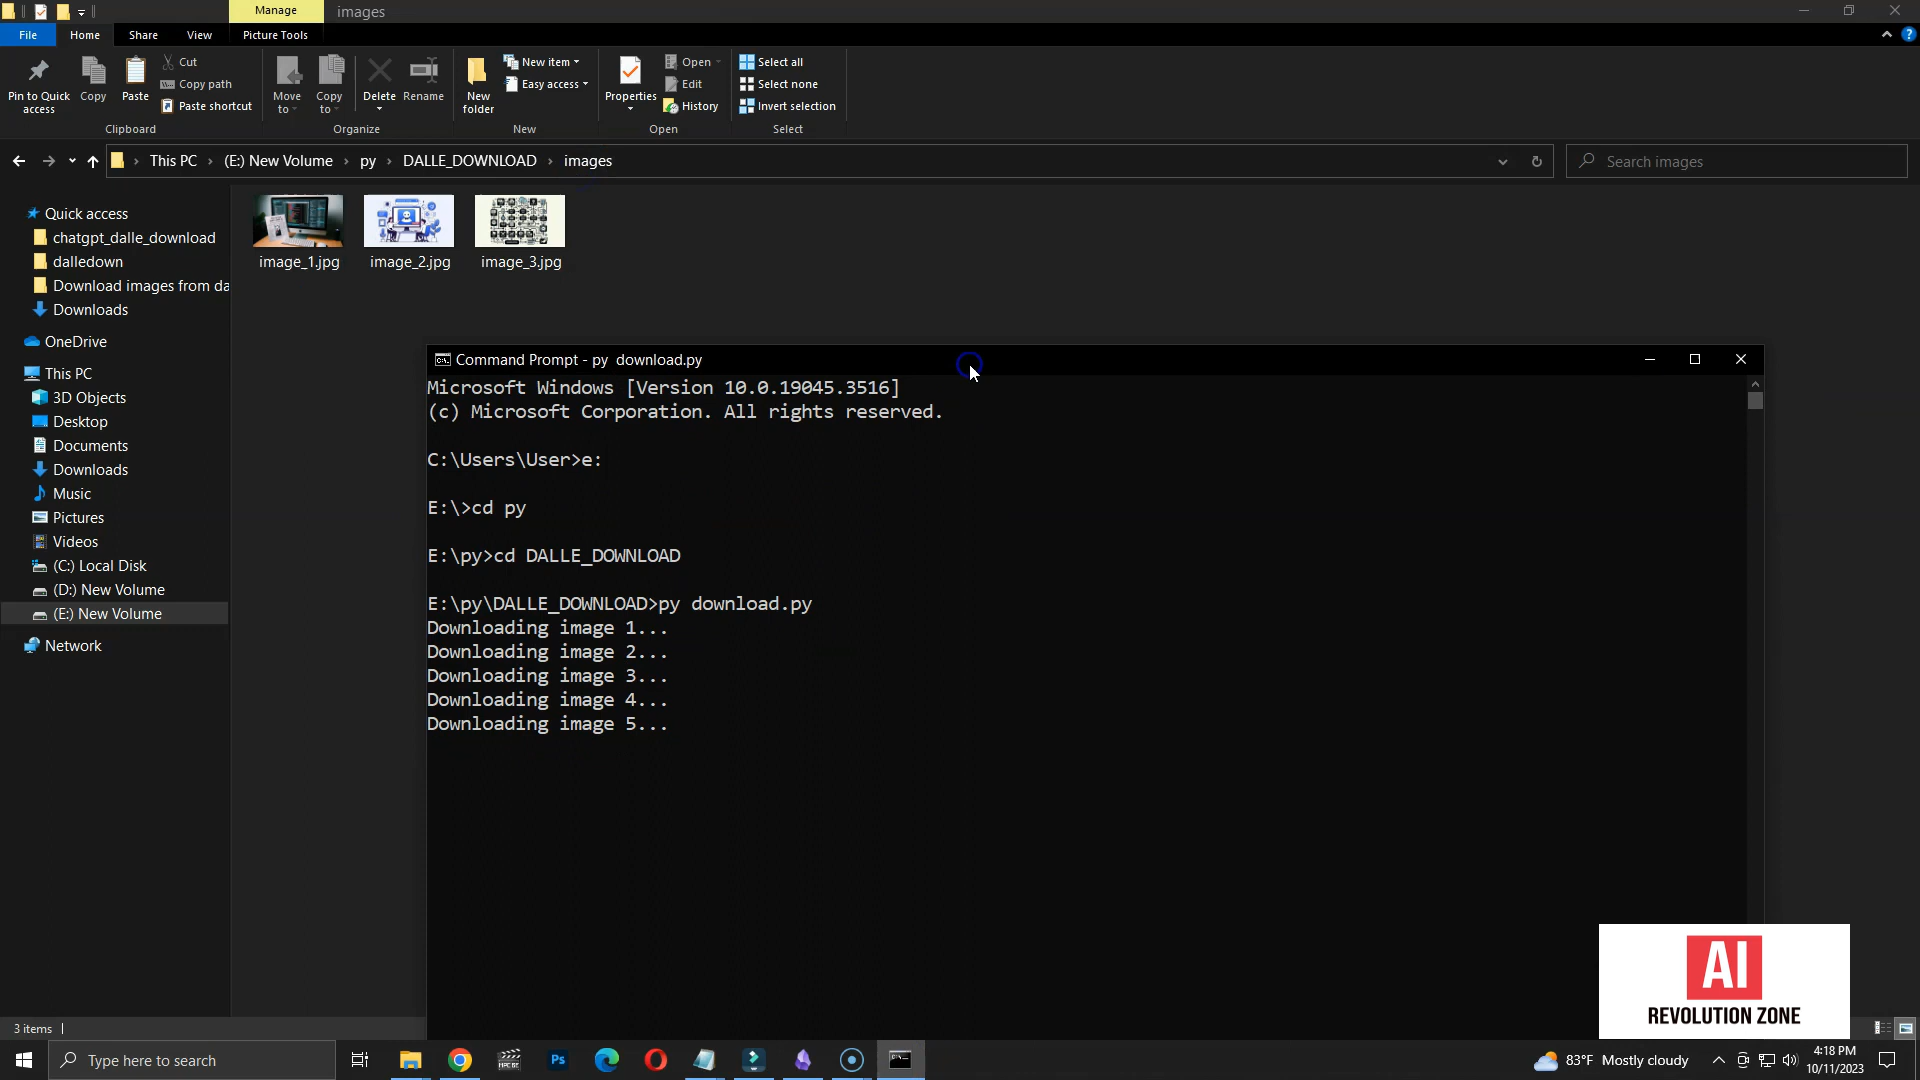 Manage
images
File
Home
Share
View
Picture Tools
Pin to Quick access
Copy
Paste
Cut
Copy path
Paste shortcut
Clipboard
Move to
Copy to
Delete
Rename
Organize
New folder
New item
Easy access
New
Properties
Open
Edit
History
Open
Select all
Select none
Invert selection
Select
This PC
(E:) New Volume
py
DALLE_DOWNLOAD
images
Search images
Quick access
chatgpt_dalle_download
dalledown
Download images from da
Downloads
OneDrive
This PC
3D Objects
Desktop
Documents
Downloads
Music
Pictures
Videos
(C:) Local Disk
(D:) New Volume
(E:) New Volume
Network
image_1.jpg
image_2.jpg
image_3.jpg
Command Prompt - py  download.py
Microsoft Windows [Version 10.0.19045.3516]
(c) Microsoft Corporation. All rights reserved.
C:\Users\User>e:
E:\>cd py
E:\py>cd DALLE_DOWNLOAD
E:\py\DALLE_DOWNLOAD>py download.py
Downloading image 1...
Downloading image 2...
Downloading image 3...
Downloading image 4...
Downloading image 5...
AI
REVOLUTION ZONE
3 items
Type here to search
Ps
83°F Mostly cloudy
4:18 PM
10/11/2023